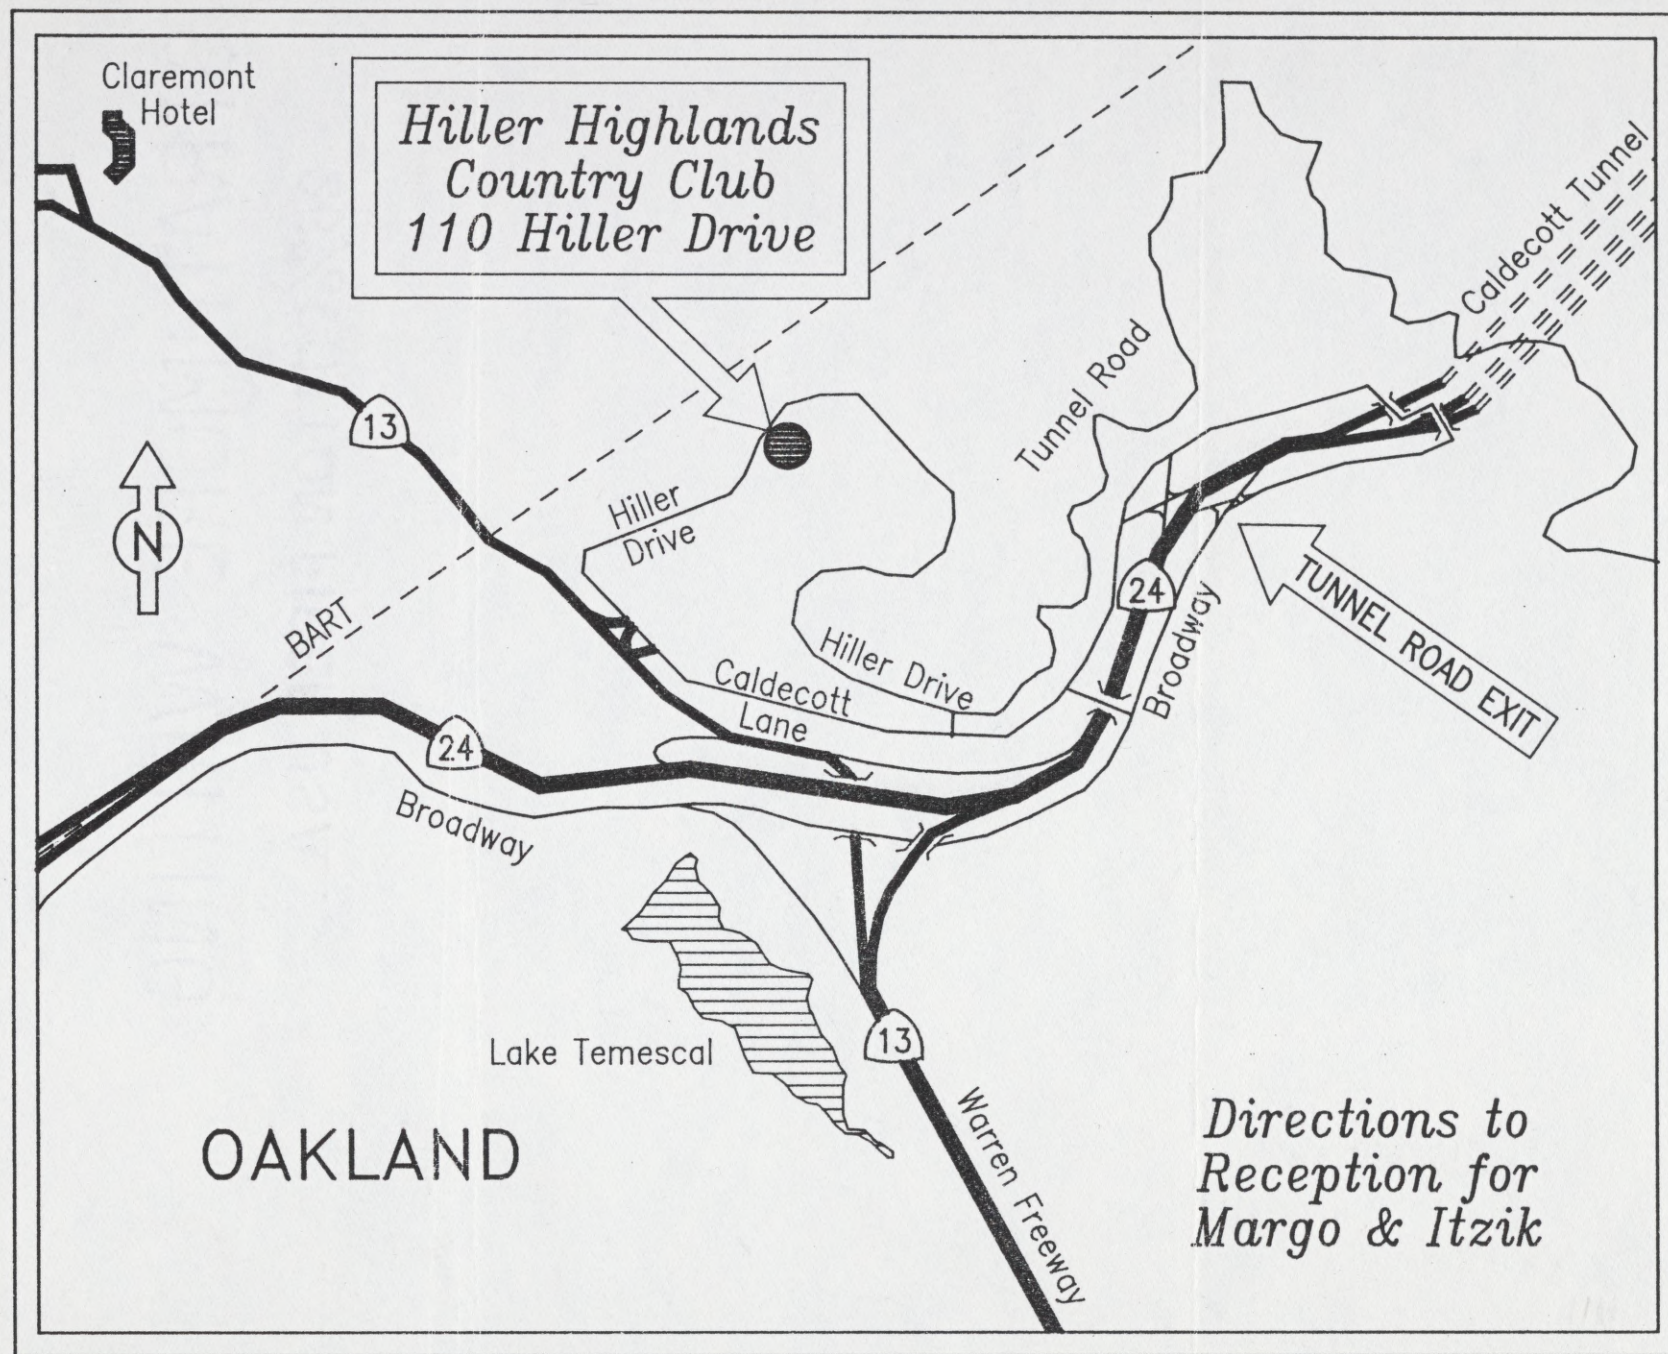 Claremont
Hotel
Hiller Highlands
Country Club
110 Hiller Drive
Caldecott Tunnel
Tunnel Road
13
N
Hiller
Drive
BART
24
TUNNEL ROAD EXIT
Broadway
Hiller Drive
Caldecott
Lane
24
Broadway
Lake Temescal
13
Warren Freeway
OAKLAND
Directions to
Reception for
Margo & Itzik